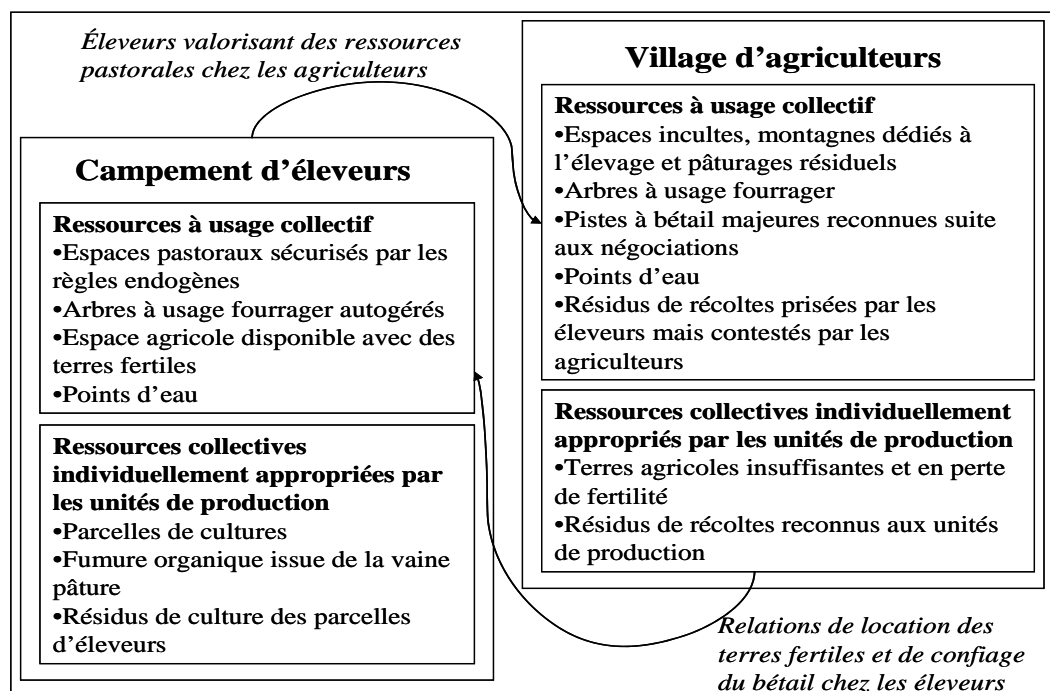 Éleveurs valorisant des ressources
pastorales chez les agriculteurs
Campement d'éleveurs
Ressources à usage collectif
•Espaces pastoraux sécurisés par les
règles endogènes
•Arbres à usage fourrager autogérés
•Espace agricole disponible avec des
terres fertiles
•Points d'eau
Ressources collectives
individuellement appropriées par
les unités de production
•Parcelles de cultures
•Fumure organique issue de la vaine
pâture
•Résidus de culture des parcelles
d'éleveurs
Village d'agriculteurs
Ressources à usage collectif
•Espaces incultes, montagnes dédiés à
l'élevage et pâturages résiduels
•Arbres à usage fourrager
•Pistes à bétail majeures reconnues suite
aux négociations
•Points d'eau
•Résidus de récoltes prisées par les
éleveurs mais contestés par les
agriculteurs
Ressources collectives individuellement
appropriés par les unités de production
•Terres agricoles insuffisantes et en perte
de fertilité
•Résidus de récoltes reconnus aux unités
de production
Relations de location des
terres fertiles et de confiage
du bétail chez les éleveurs